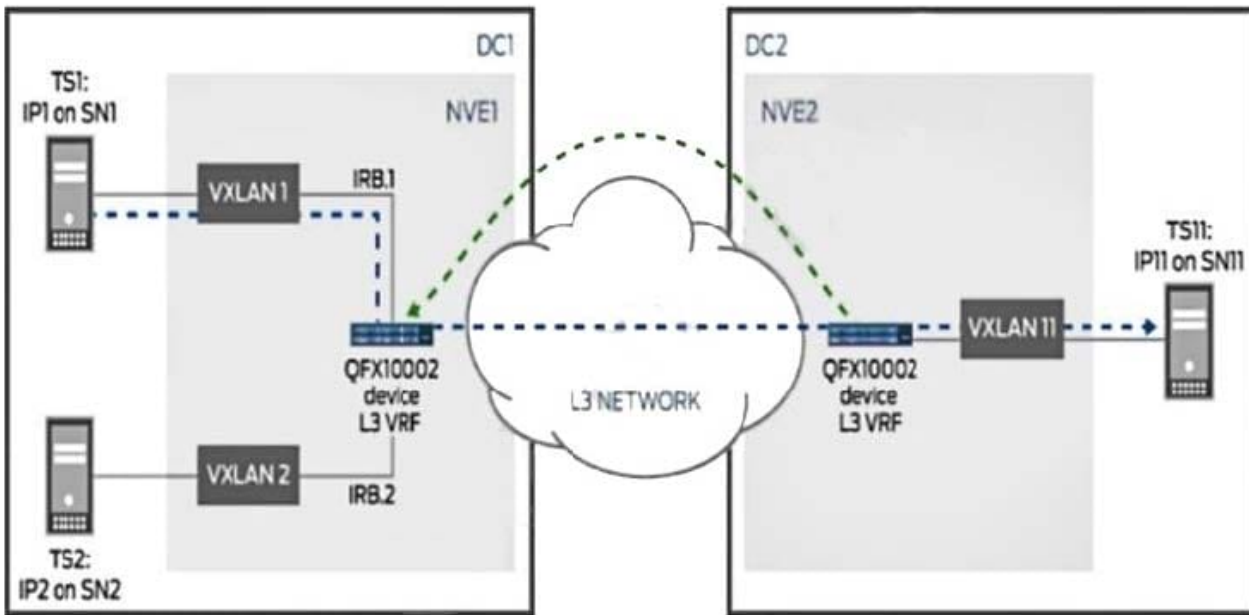 DC1
DC2
TS1:
IP1 on SN1
NVE1
NVE2
VXLAN 1
IRB.1
TS11:
IP11 on SN11
VXLAN 11
QFX10002
device
L3 VRF
L3 NETWORK
QFX10002
device
L3 VRF
VXLAN 2
IRB.2
TS2:
IP2 on SN2